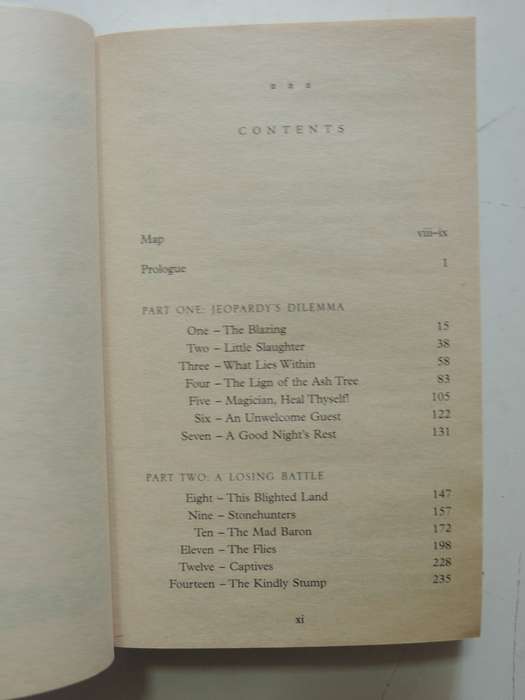 CONTENTS
Map viii–ix
Prologue 1
PART ONE: JEOPARDY'S DILEMMA
One – The Blazing 15
Two – Little Slaughter 38
Three – What Lies Within 58
Four – The Lign of the Ash Tree 83
Five – Magician, Heal Thyself! 105
Six – An Unwelcome Guest 122
Seven – A Good Night's Rest 131
PART TWO: A LOSING BATTLE
Eight – This Blighted Land 147
Nine – Stonehunters 157
Ten – The Mad Baron 172
Eleven – The Flies 198
Twelve – Captives 228
Fourteen – The Kindly Stump 235
xi